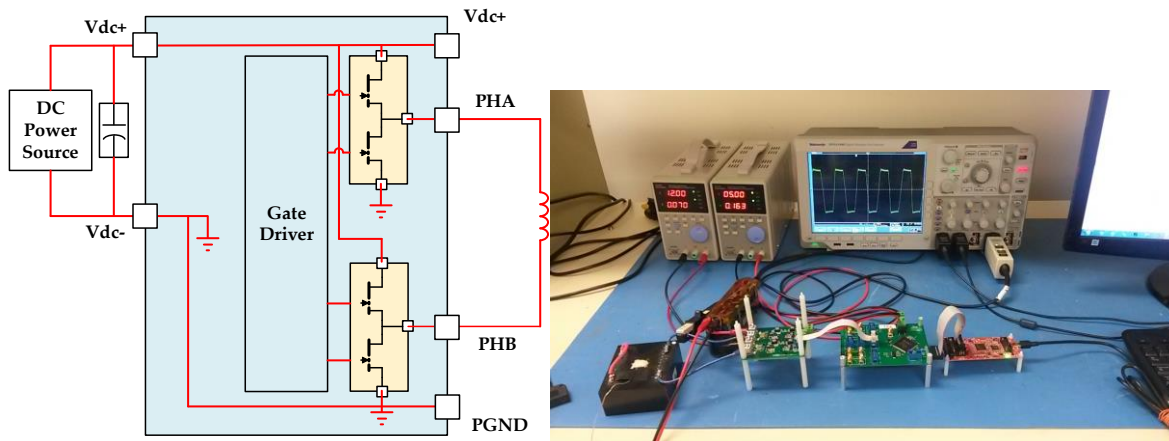 Vdc+
Vdc+
DC
Power
Source
PHA
Gate
Driver
Vdc-
PHB
PGND
12.00
0.070
05.00
0.163
Tektronix